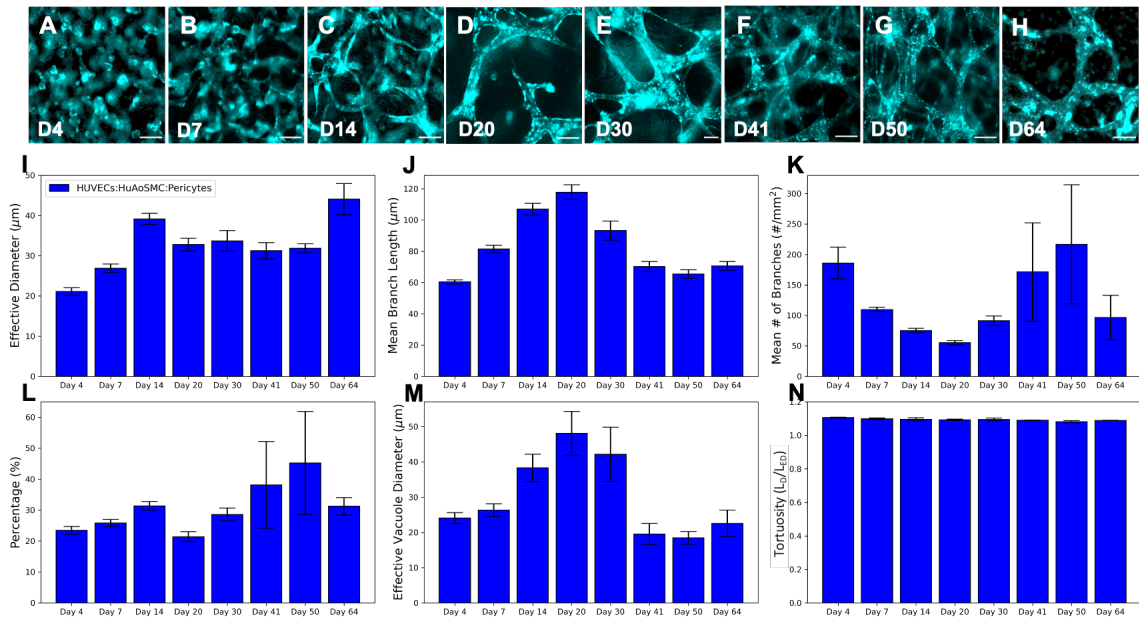 A B C D E F G H
D4 D7 D14 D20 D30 D41 D50 D64
I
HUVECs:HuAoSMC:Pericytes
Effective Diameter (μm)
50
40
30
20
10
0
Day 4 Day 7 Day 14 Day 20 Day 30 Day 41 Day 50 Day 64
J
Mean Branch Length (μm)
120
100
80
60
40
20
0
Day 4 Day 7 Day 14 Day 20 Day 30 Day 41 Day 50 Day 64
K
Mean # of Branches (#/mm²)
300
250
200
150
100
50
0
Day 4 Day 7 Day 14 Day 20 Day 30 Day 41 Day 50 Day 64
L
Percentage (%)
60
50
40
30
20
10
0
Day 4 Day 7 Day 14 Day 20 Day 30 Day 41 Day 50 Day 64
M
Effective Vacuole Diameter (μm)
50
40
30
20
10
0
Day 4 Day 7 Day 14 Day 20 Day 30 Day 41 Day 50 Day 64
N
Tortuosity (L_D/L_ED)
1.2
1.0
0.8
0.6
0.4
0.2
0.0
Day 4 Day 7 Day 14 Day 20 Day 30 Day 41 Day 50 Day 64